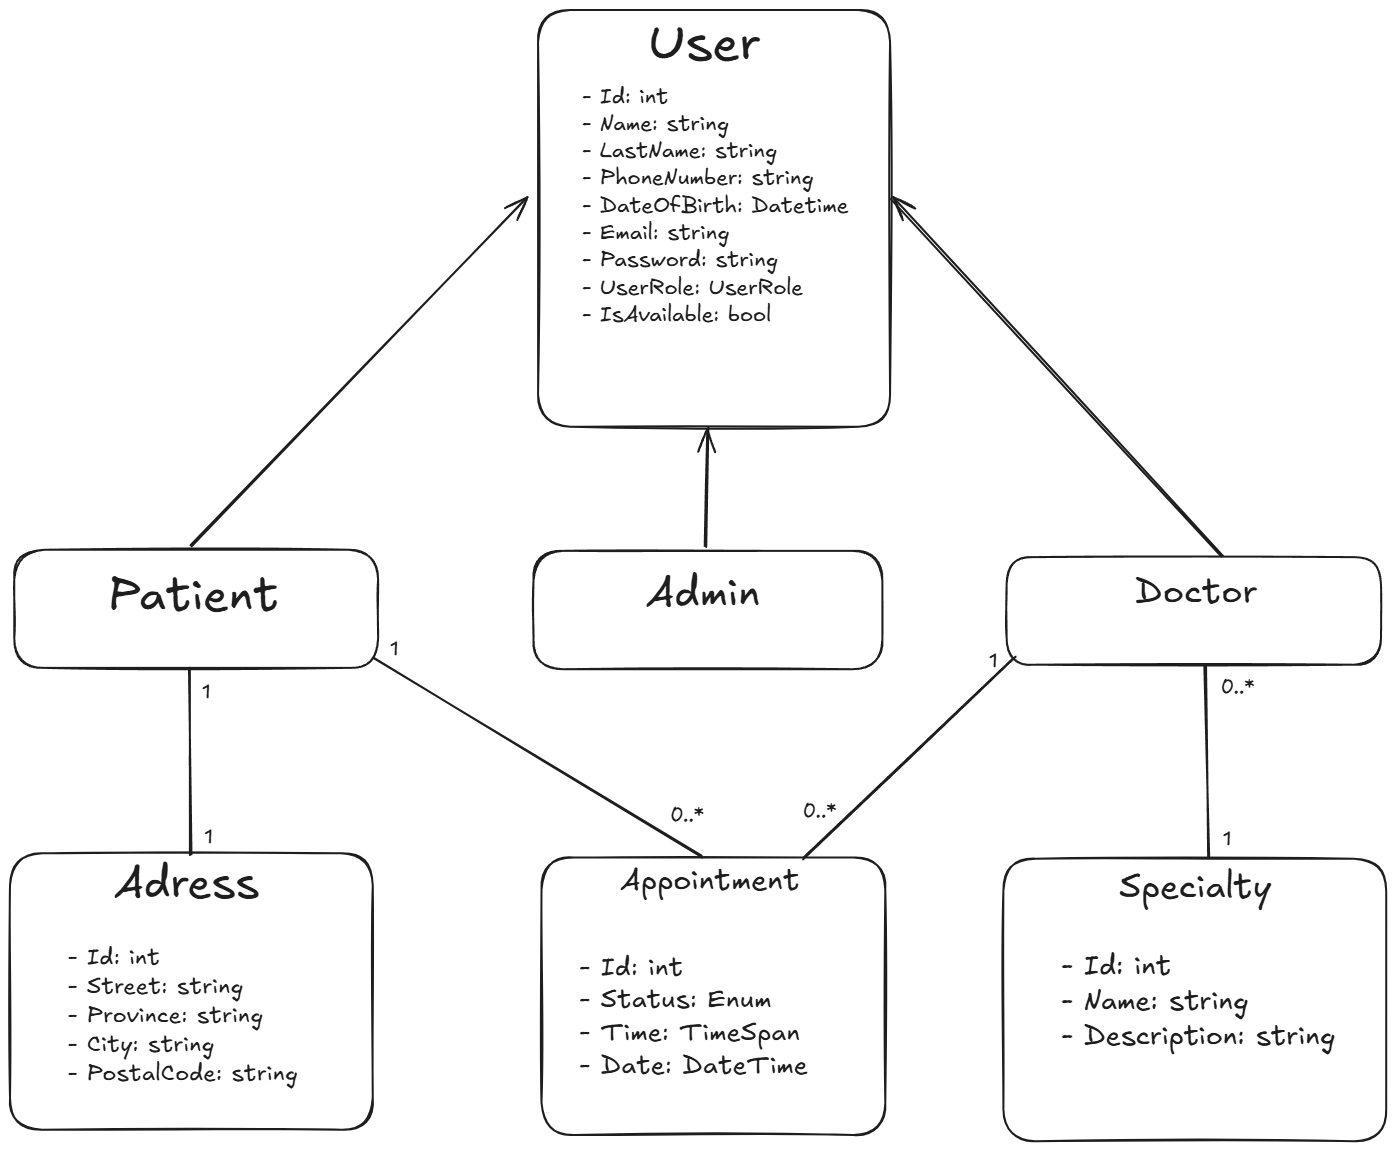 User
- Id: int
- Name: string
- LastName: string
- PhoneNumber: string
- DateOfBirth: Datetime
- Email: string
- Password: string
- UserRole: UserRole
- IsAvailable: bool
Patient
Admin
Doctor
1
1
1
0..*
1
0..*
0..*
1
Adress
- Id: int
- Street: string
- Province: string
- City: string
- PostalCode: string
Appointment
- Id: int
- Status: Enum
- Time: TimeSpan
- Date: DateTime
Specialty
- Id: int
- Name: string
- Description: string